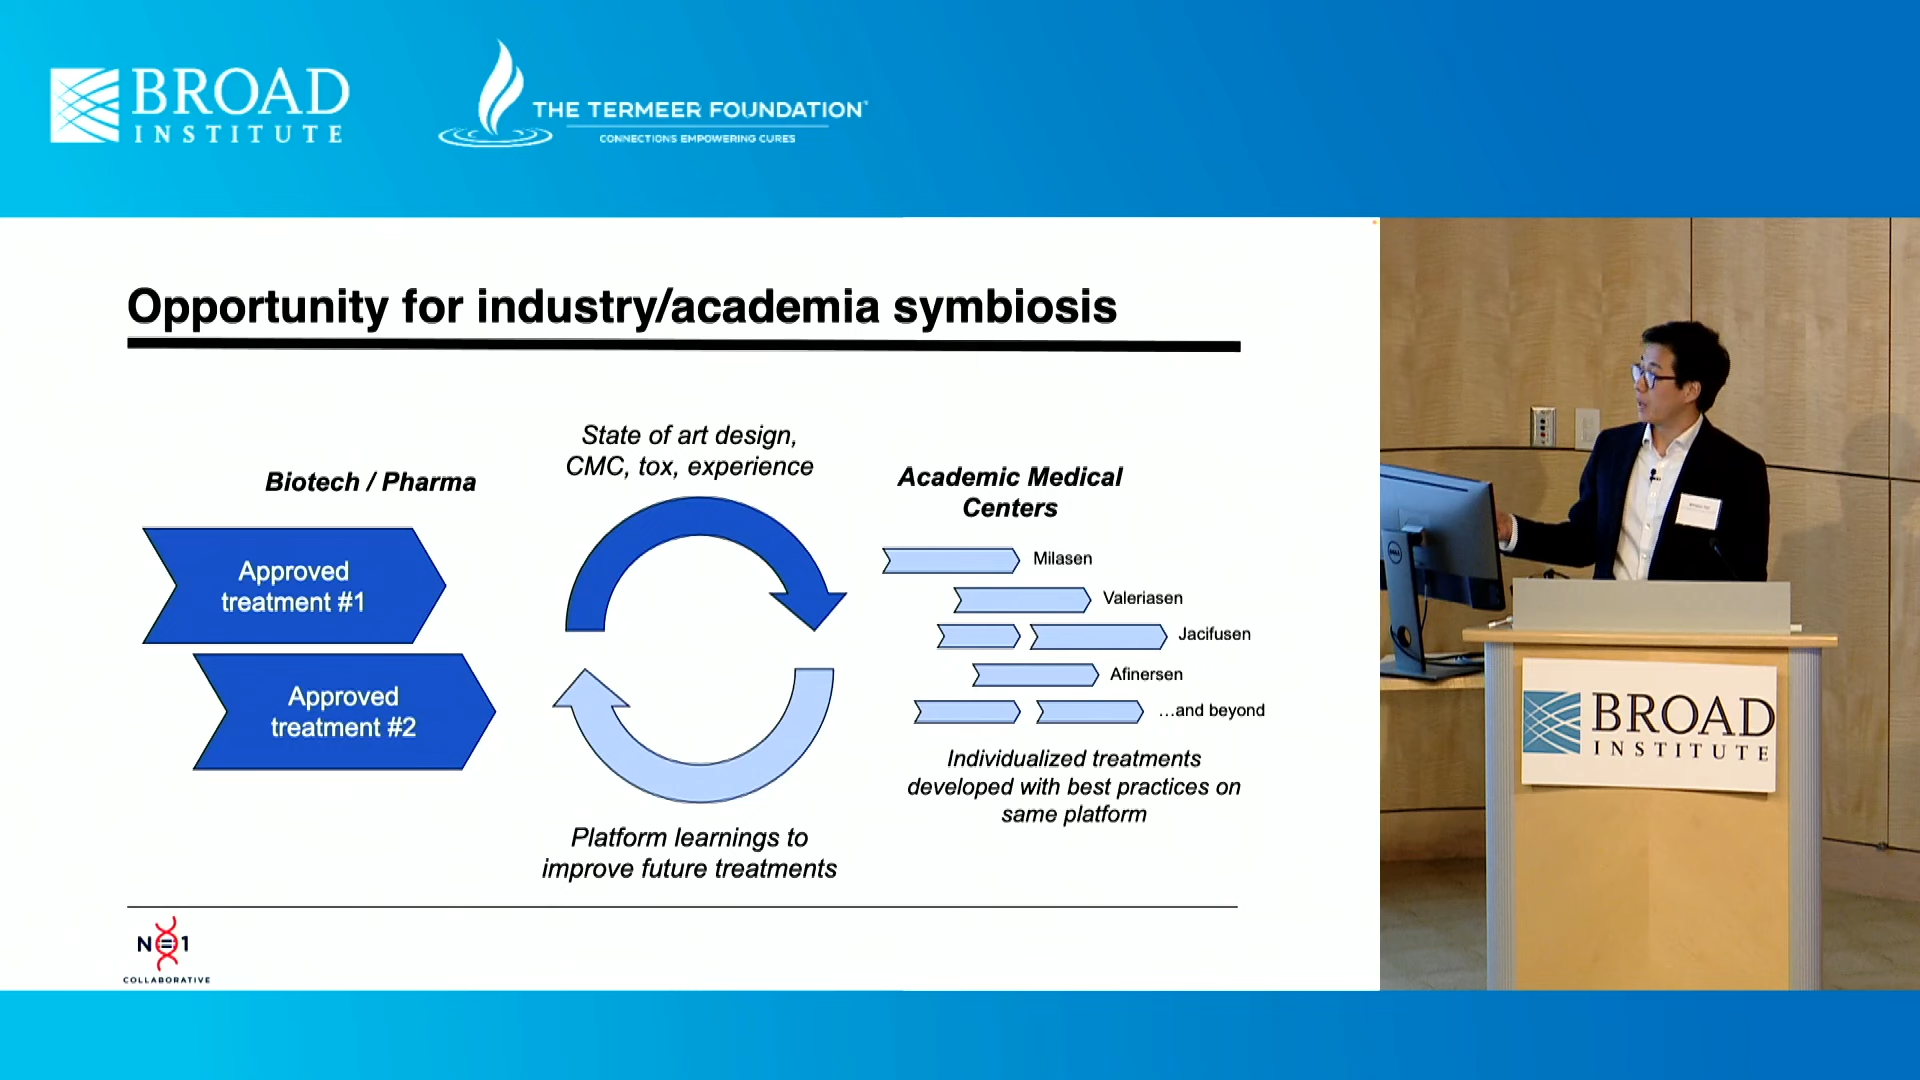 BROAD
INSTITUTE
THE TERMEER FOUNDATION
CONNECTIONS EMPOWERING CURES
Opportunity for industry/academia symbiosis
Biotech / Pharma
Approved
treatment #1
Approved
treatment #2
State of art design,
CMC, tox, experience
Platform learnings to
improve future treatments
Academic Medical
Centers
Milasen
Valeriasen
Jacifusen
Afinersen
...and beyond
Individualized treatments
developed with best practices on
same platform
N=1
COLLABORATIVE
DELL
BROAD
INSTITUTE